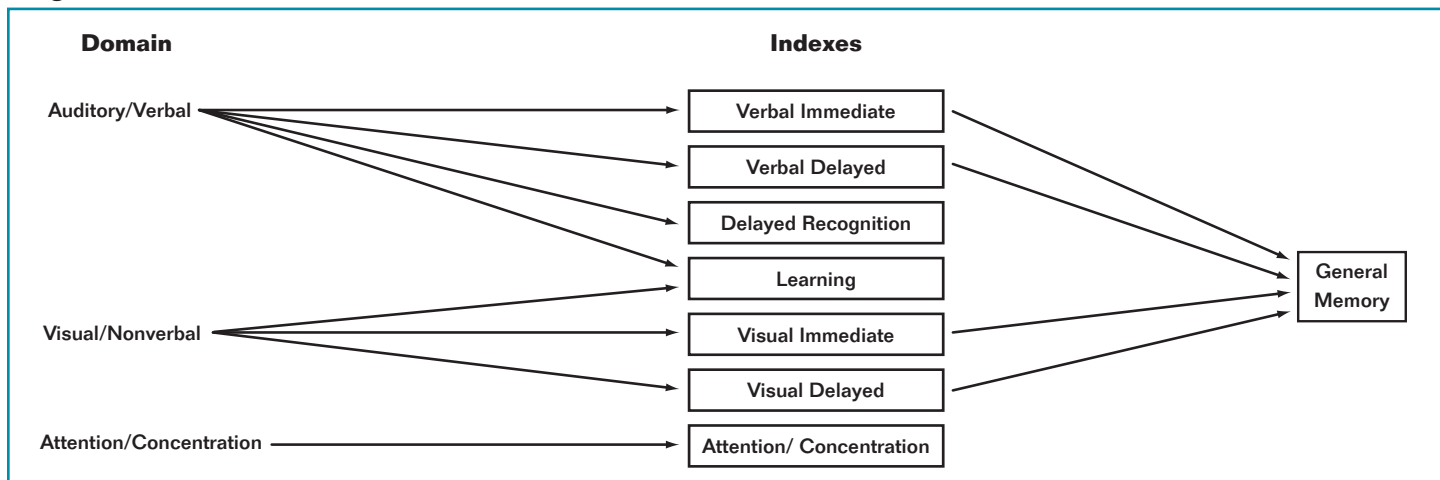 Domain
Indexes
Auditory/Verbal
Verbal Immediate
Verbal Delayed
Delayed Recognition
Learning
General
Memory
Visual/Nonverbal
Visual Immediate
Visual Delayed
Attention/Concentration
Attention/ Concentration